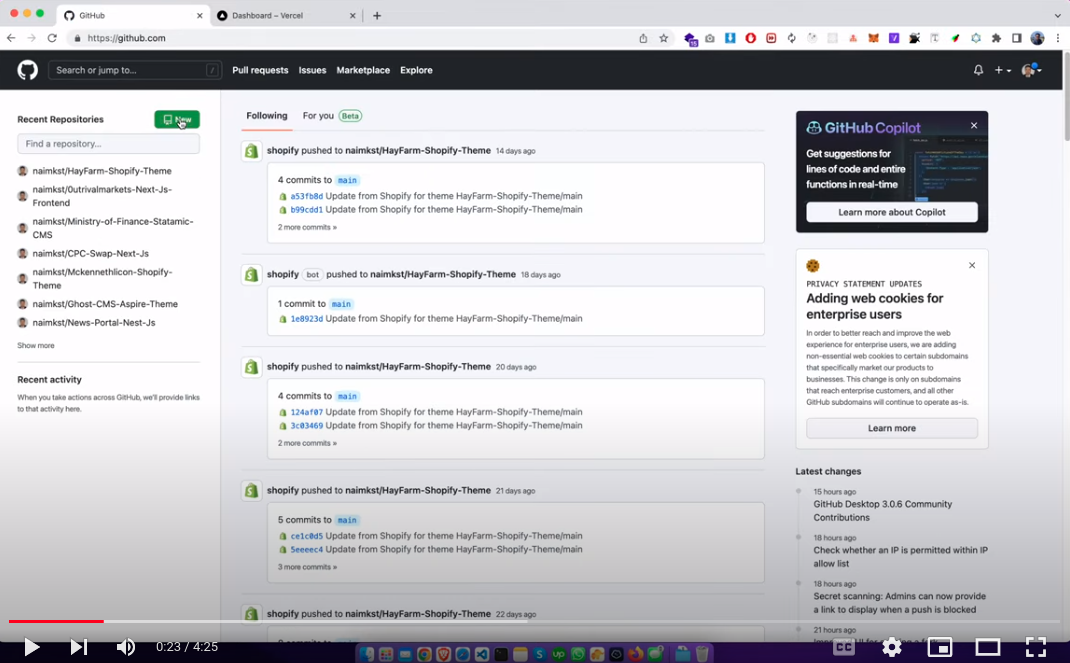 GitHub
Dashboard – Vercel
https://github.com
15
Search or jump to...
/
Pull requests
Issues
Marketplace
Explore
Recent Repositories
New
Find a repository...
naimkst/HayFarm-Shopify-Theme
naimkst/0utrivalmarkets-Next-Js-
Frontend
naimkst/Ministry-of-Finance-Statamic-
CMS
naimkst/CPC-Swap-Next-Js
naimkst/Mckennethlicon-Shopify-
Theme
naimkst/Ghost-CMS-Aspire-Theme
naimkst/News-Portal-Nest-Js
Show more
Recent activity
When you take actions across GitHub, we'll provide links
to that activity here.
Following
For you Beta
shopify pushed to naimkst/HayFarm-Shopify-Theme 14 days ago
4 commits to main
a53fb8d Update from Shopify for theme HayFarm-Shopify-Theme/main
b99cdd1 Update from Shopify for theme HayFarm-Shopify-Theme/main
2 more commits »
shopify bot pushed to naimkst/HayFarm-Shopify-Theme 18 days ago
1 commit to main
1e8923d Update from Shopify for theme HayFarm-Shopify-Theme/main
shopify pushed to naimkst/HayFarm-Shopify-Theme 20 days ago
4 commits to main
124af07 Update from Shopify for theme HayFarm-Shopify-Theme/main
3c03469 Update from Shopify for theme HayFarm-Shopify-Theme/main
2 more commits »
shopify pushed to naimkst/HayFarm-Shopify-Theme 21 days ago
5 commits to main
ce1c0d5 Update from Shopify for theme HayFarm-Shopify-Theme/main
5eeeec4 Update from Shopify for theme HayFarm-Shopify-Theme/main
3 more commits »
shopify pushed to naimkst/HayFarm-Shopify-Theme 22 days ago
GitHub Copilot
Get suggestions for
lines of code and entire
functions in real-time
Learn more about Copilot
PRIVACY STATEMENT UPDATES
Adding web cookies for
enterprise users
In order to better reach and improve the web
experience for enterprise users, we are adding
non-essential web cookies to certain subdomains
that specifically market our products to
businesses. This change is only on subdomains
that reach enterprise customers, and all other
GitHub subdomains will continue to operate as-is.
Learn more
Latest changes
15 hours ago
GitHub Desktop 3.0.6 Community
Contributions
18 hours ago
Check whether an IP is permitted within IP
allow list
18 hours ago
Secret scanning: Admins can now provide
a link to display when a push is blocked
21 hours ago
0:23 / 4:25
CC